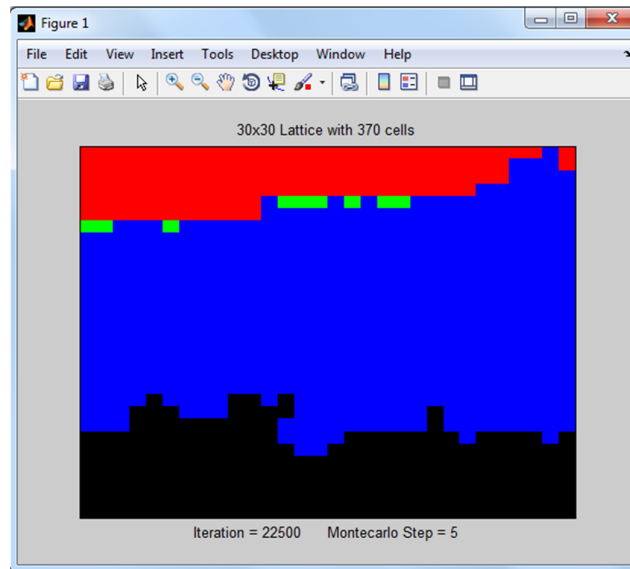 Figure 1
File Edit View Insert Tools Desktop Window Help
30x30 Lattice with 370 cells
Iteration = 22500 Montecarlo Step = 5